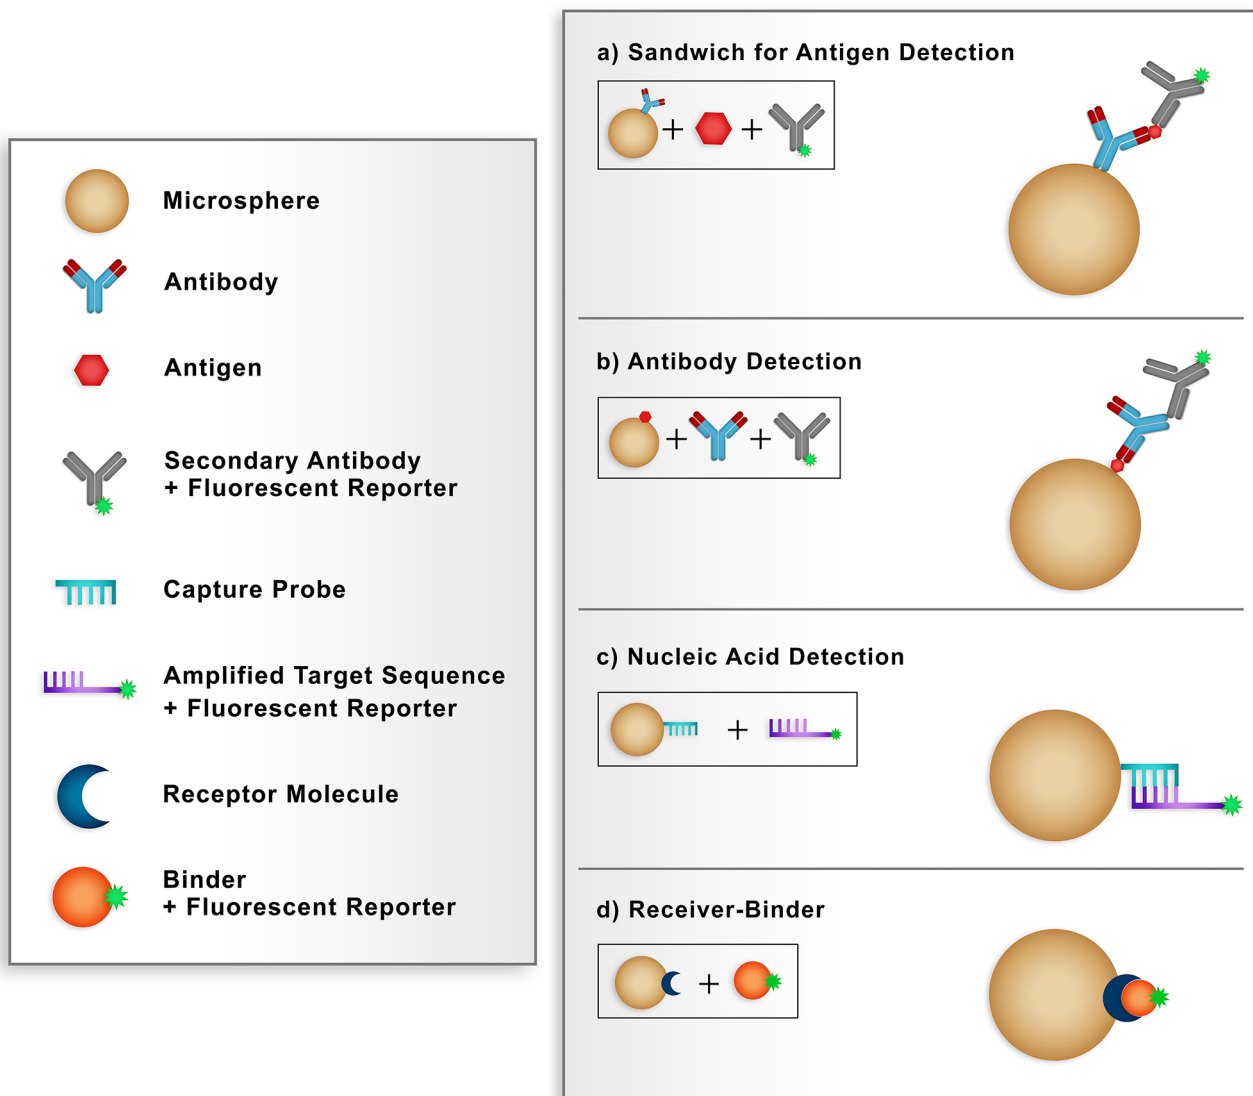 Microsphere
Antibody
Antigen
Secondary Antibody
+ Fluorescent Reporter
Capture Probe
Amplified Target Sequence
+ Fluorescent Reporter
Receptor Molecule
Binder
+ Fluorescent Reporter
a) Sandwich for Antigen Detection
+ +
b) Antibody Detection
+ +
c) Nucleic Acid Detection
+
d) Receiver-Binder
+